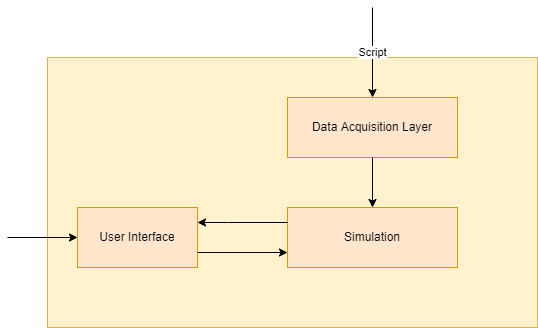 Script
Data Acquisition Layer
User Interface
Simulation